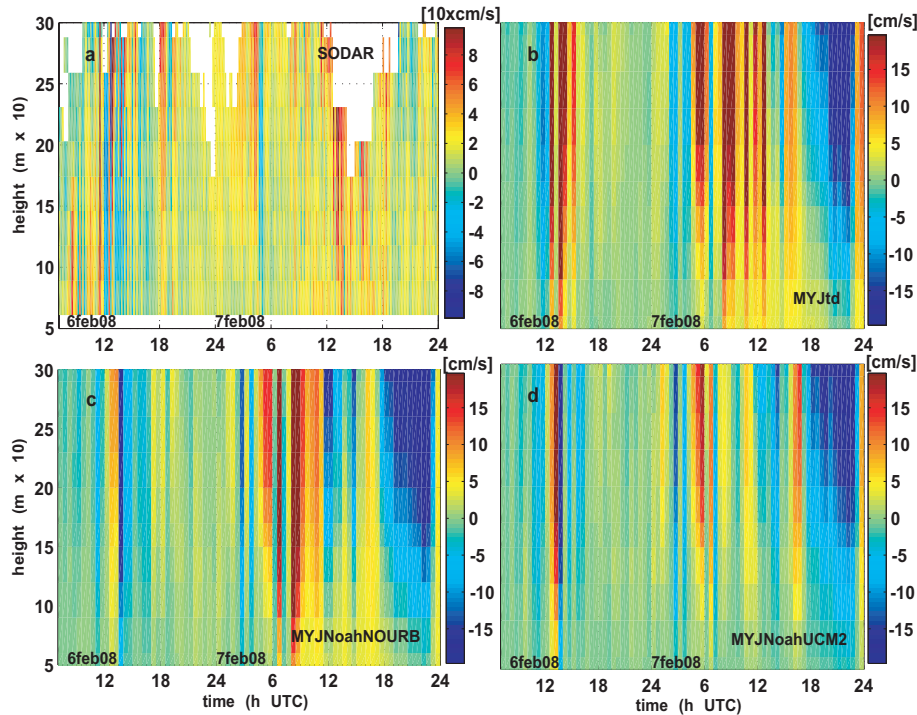 [10xcm/s]
[cm/s]
30
25
20
15
10
5
height (m x 10)
a
SODAR
6feb08
7feb08
12 18 24 6 12 18 24
8
6
4
2
0
-2
-4
-6
-8
b
MYJtd
6feb08
7feb08
12 18 24 6 12 18 24
15
10
5
0
-5
-10
-15
[cm/s]
[cm/s]
30
25
20
15
10
5
height (m x 10)
c
MYJNoahNOURB
6feb08
7feb08
12 18 24 6 12 18 24
time (h UTC)
15
10
5
0
-5
-10
-15
d
MYJNoahUCM2
6feb08
7feb08
12 18 24 6 12 18 24
time (h UTC)
15
10
5
0
-5
-10
-15